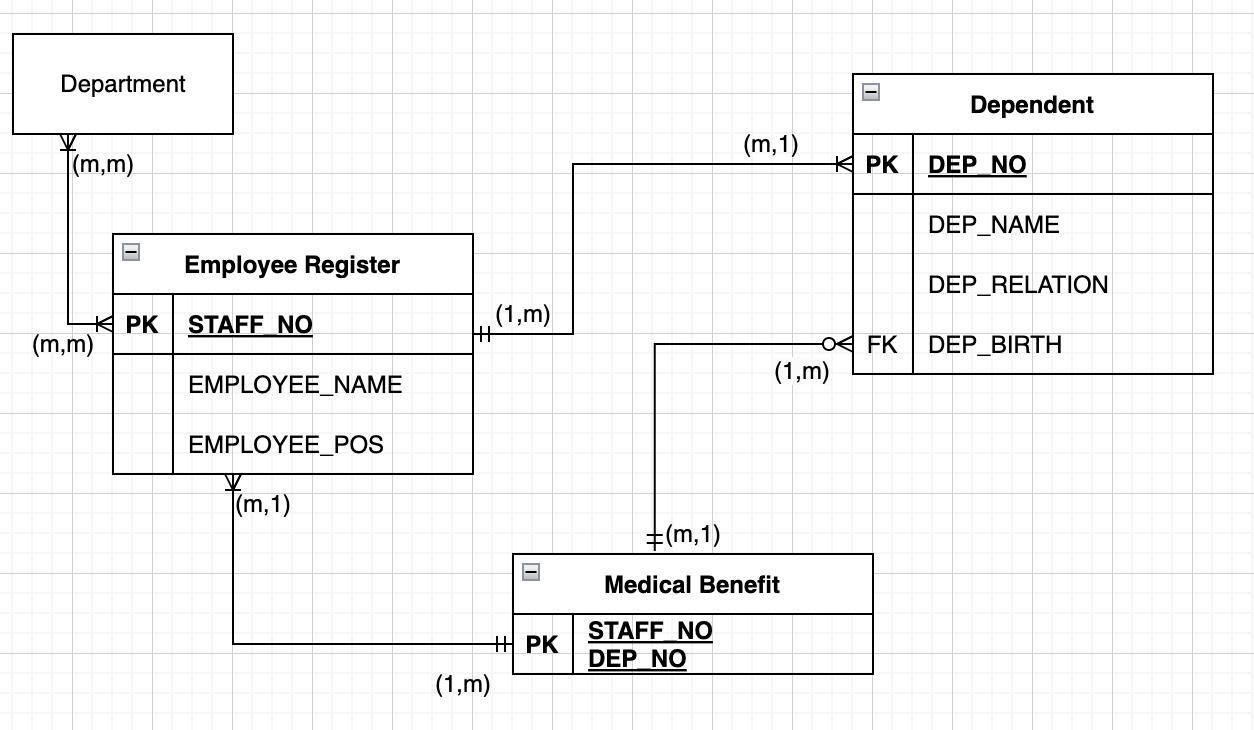 Department
(m,m)
(m,m)
Employee Register
PK STAFF_NO
EMPLOYEE_NAME
EMPLOYEE_POS
(1,m)
(m,1)
(m,1)
Dependent
PK DEP_NO
DEP_NAME
DEP_RELATION
FK DEP_BIRTH
(1,m)
(m,1)
Medical Benefit
PK STAFF_NO
DEP_NO
(1,m)